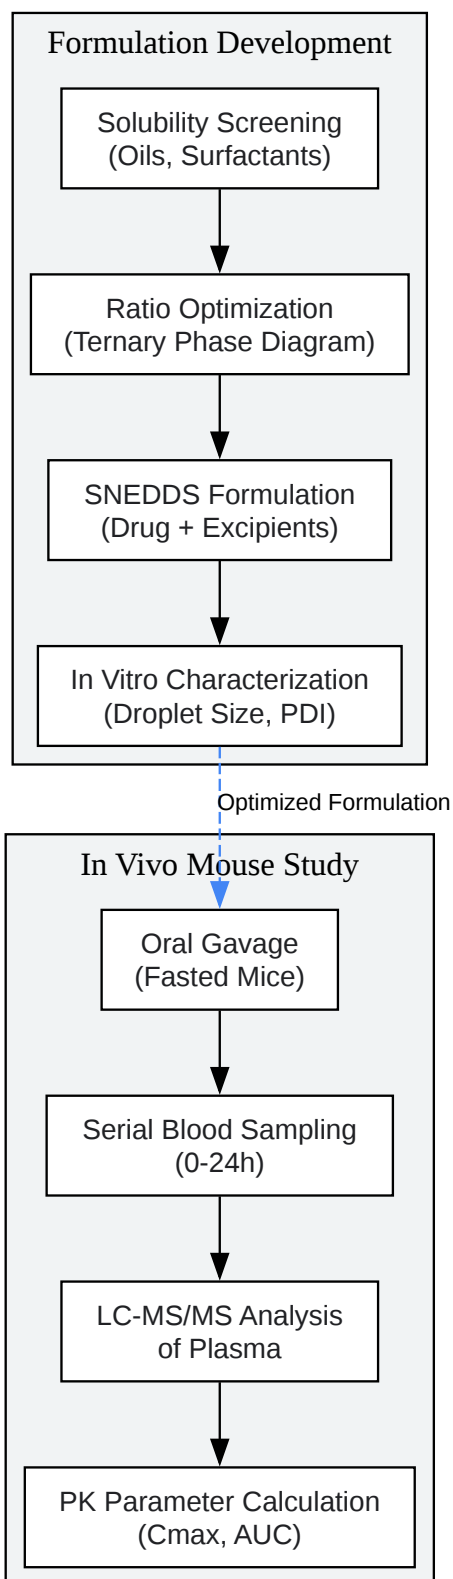 Formulation Development
Solubility Screening
(Oils, Surfactants)
Ratio Optimization
(Ternary Phase Diagram)
SNEDDS Formulation
(Drug + Excipients)
In Vitro Characterization
(Droplet Size, PDI)
Optimized Formulation
In Vivo Mouse Study
Oral Gavage
(Fasted Mice)
Serial Blood Sampling
(0-24h)
LC-MS/MS Analysis
of Plasma
PK Parameter Calculation
(Cmax, AUC)